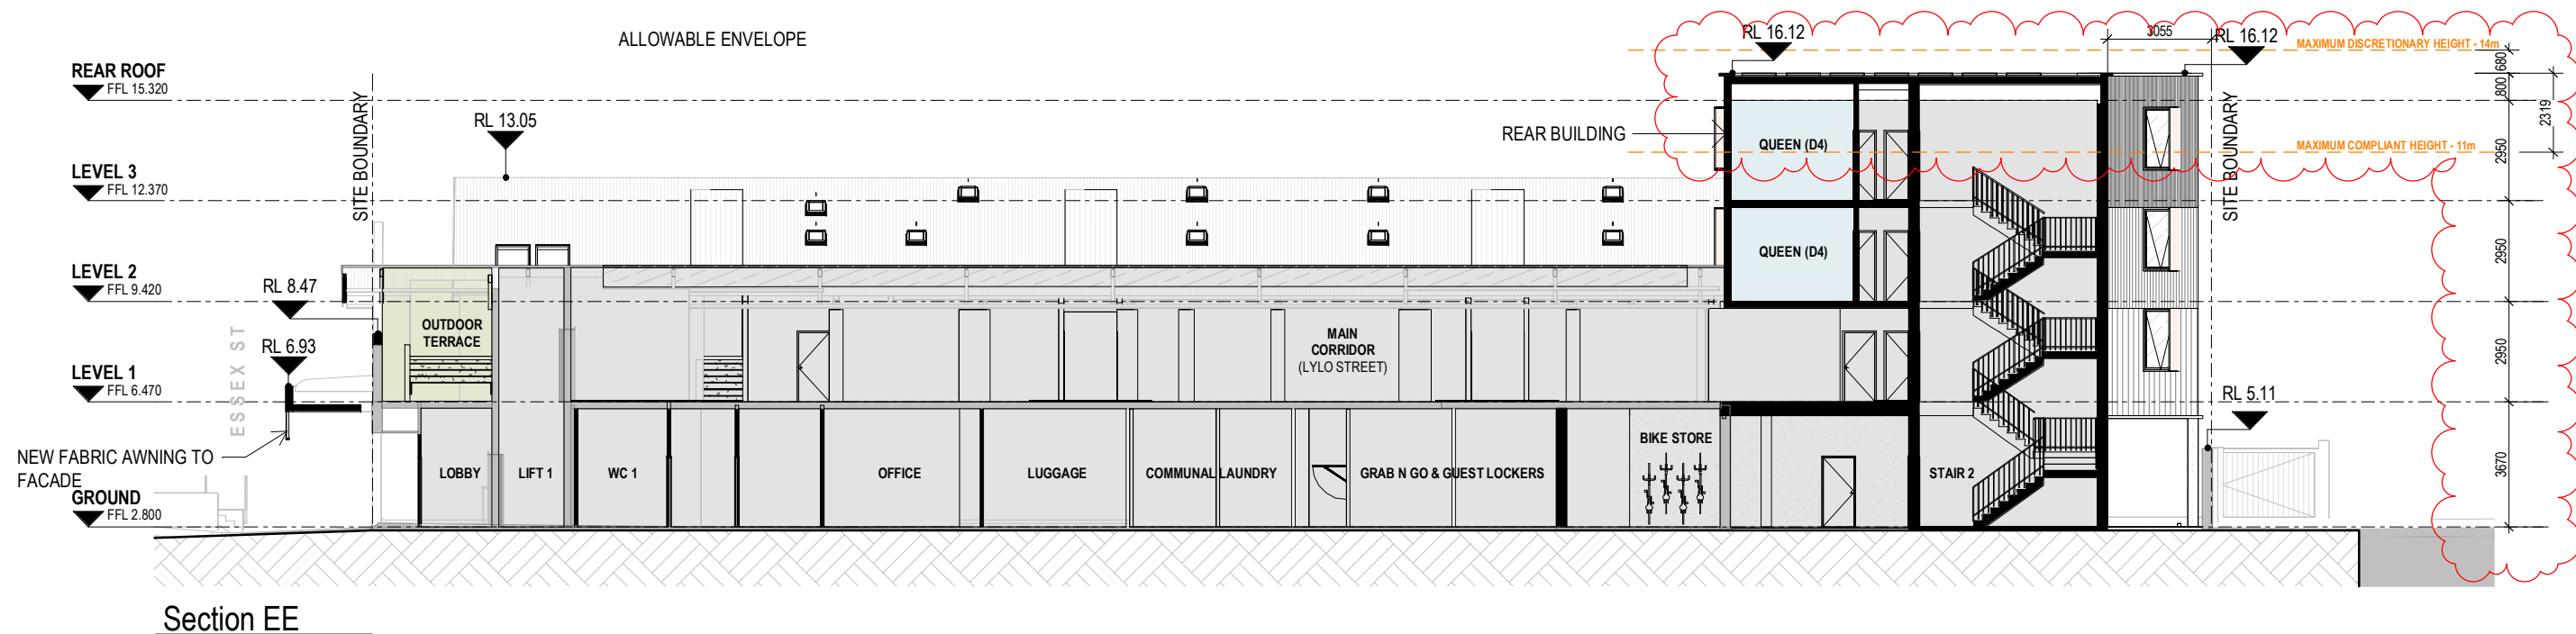 ALLOWABLE ENVELOPE
RL 16.12
3055
RL 16.12
MAXIMUM DISCRETIONARY HEIGHT - 14m
680
REAR ROOF
FFL 15.320
800
SITE BOUNDARY
RL 13.05
REAR BUILDING
QUEEN (D4)
SITE BOUNDARY
2319
MAXIMUM COMPLIANT HEIGHT - 11m
2950
LEVEL 3
FFL 12.370
QUEEN (D4)
2950
LEVEL 2
FFL 9.420
RL 8.47
OUTDOOR
TERRACE
MAIN
CORRIDOR
(LYLO STREET)
2950
ESSEX ST
RL 6.93
LEVEL 1
FFL 6.470
RL 5.11
NEW FABRIC AWNING TO
FACADE
LOBBY
LIFT 1
WC 1
OFFICE
LUGGAGE
COMMUNAL LAUNDRY
GRAB N GO & GUEST LOCKERS
BIKE STORE
STAIR 2
3670
GROUND
FFL 2.800
Section EE